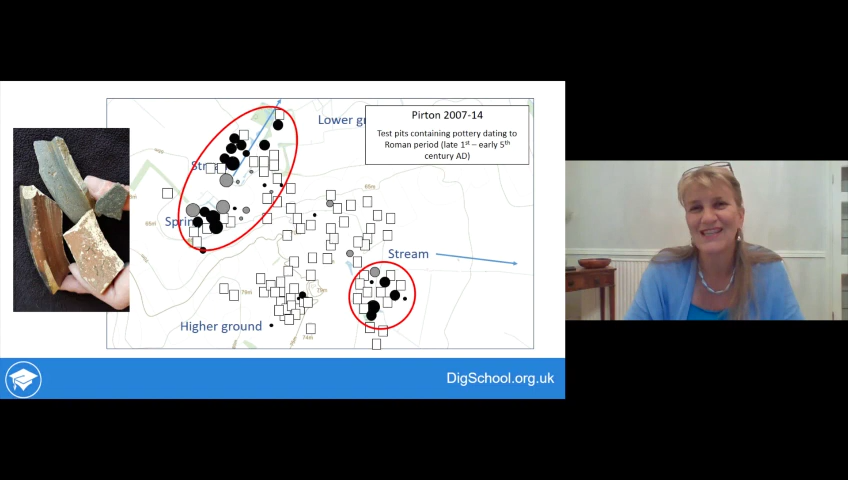 Pirton 2007-14
Test pits containing pottery dating to
Roman period (late 1st – early 5th
century AD)
Lower
Stream
Higher ground
DigSchool.org.uk